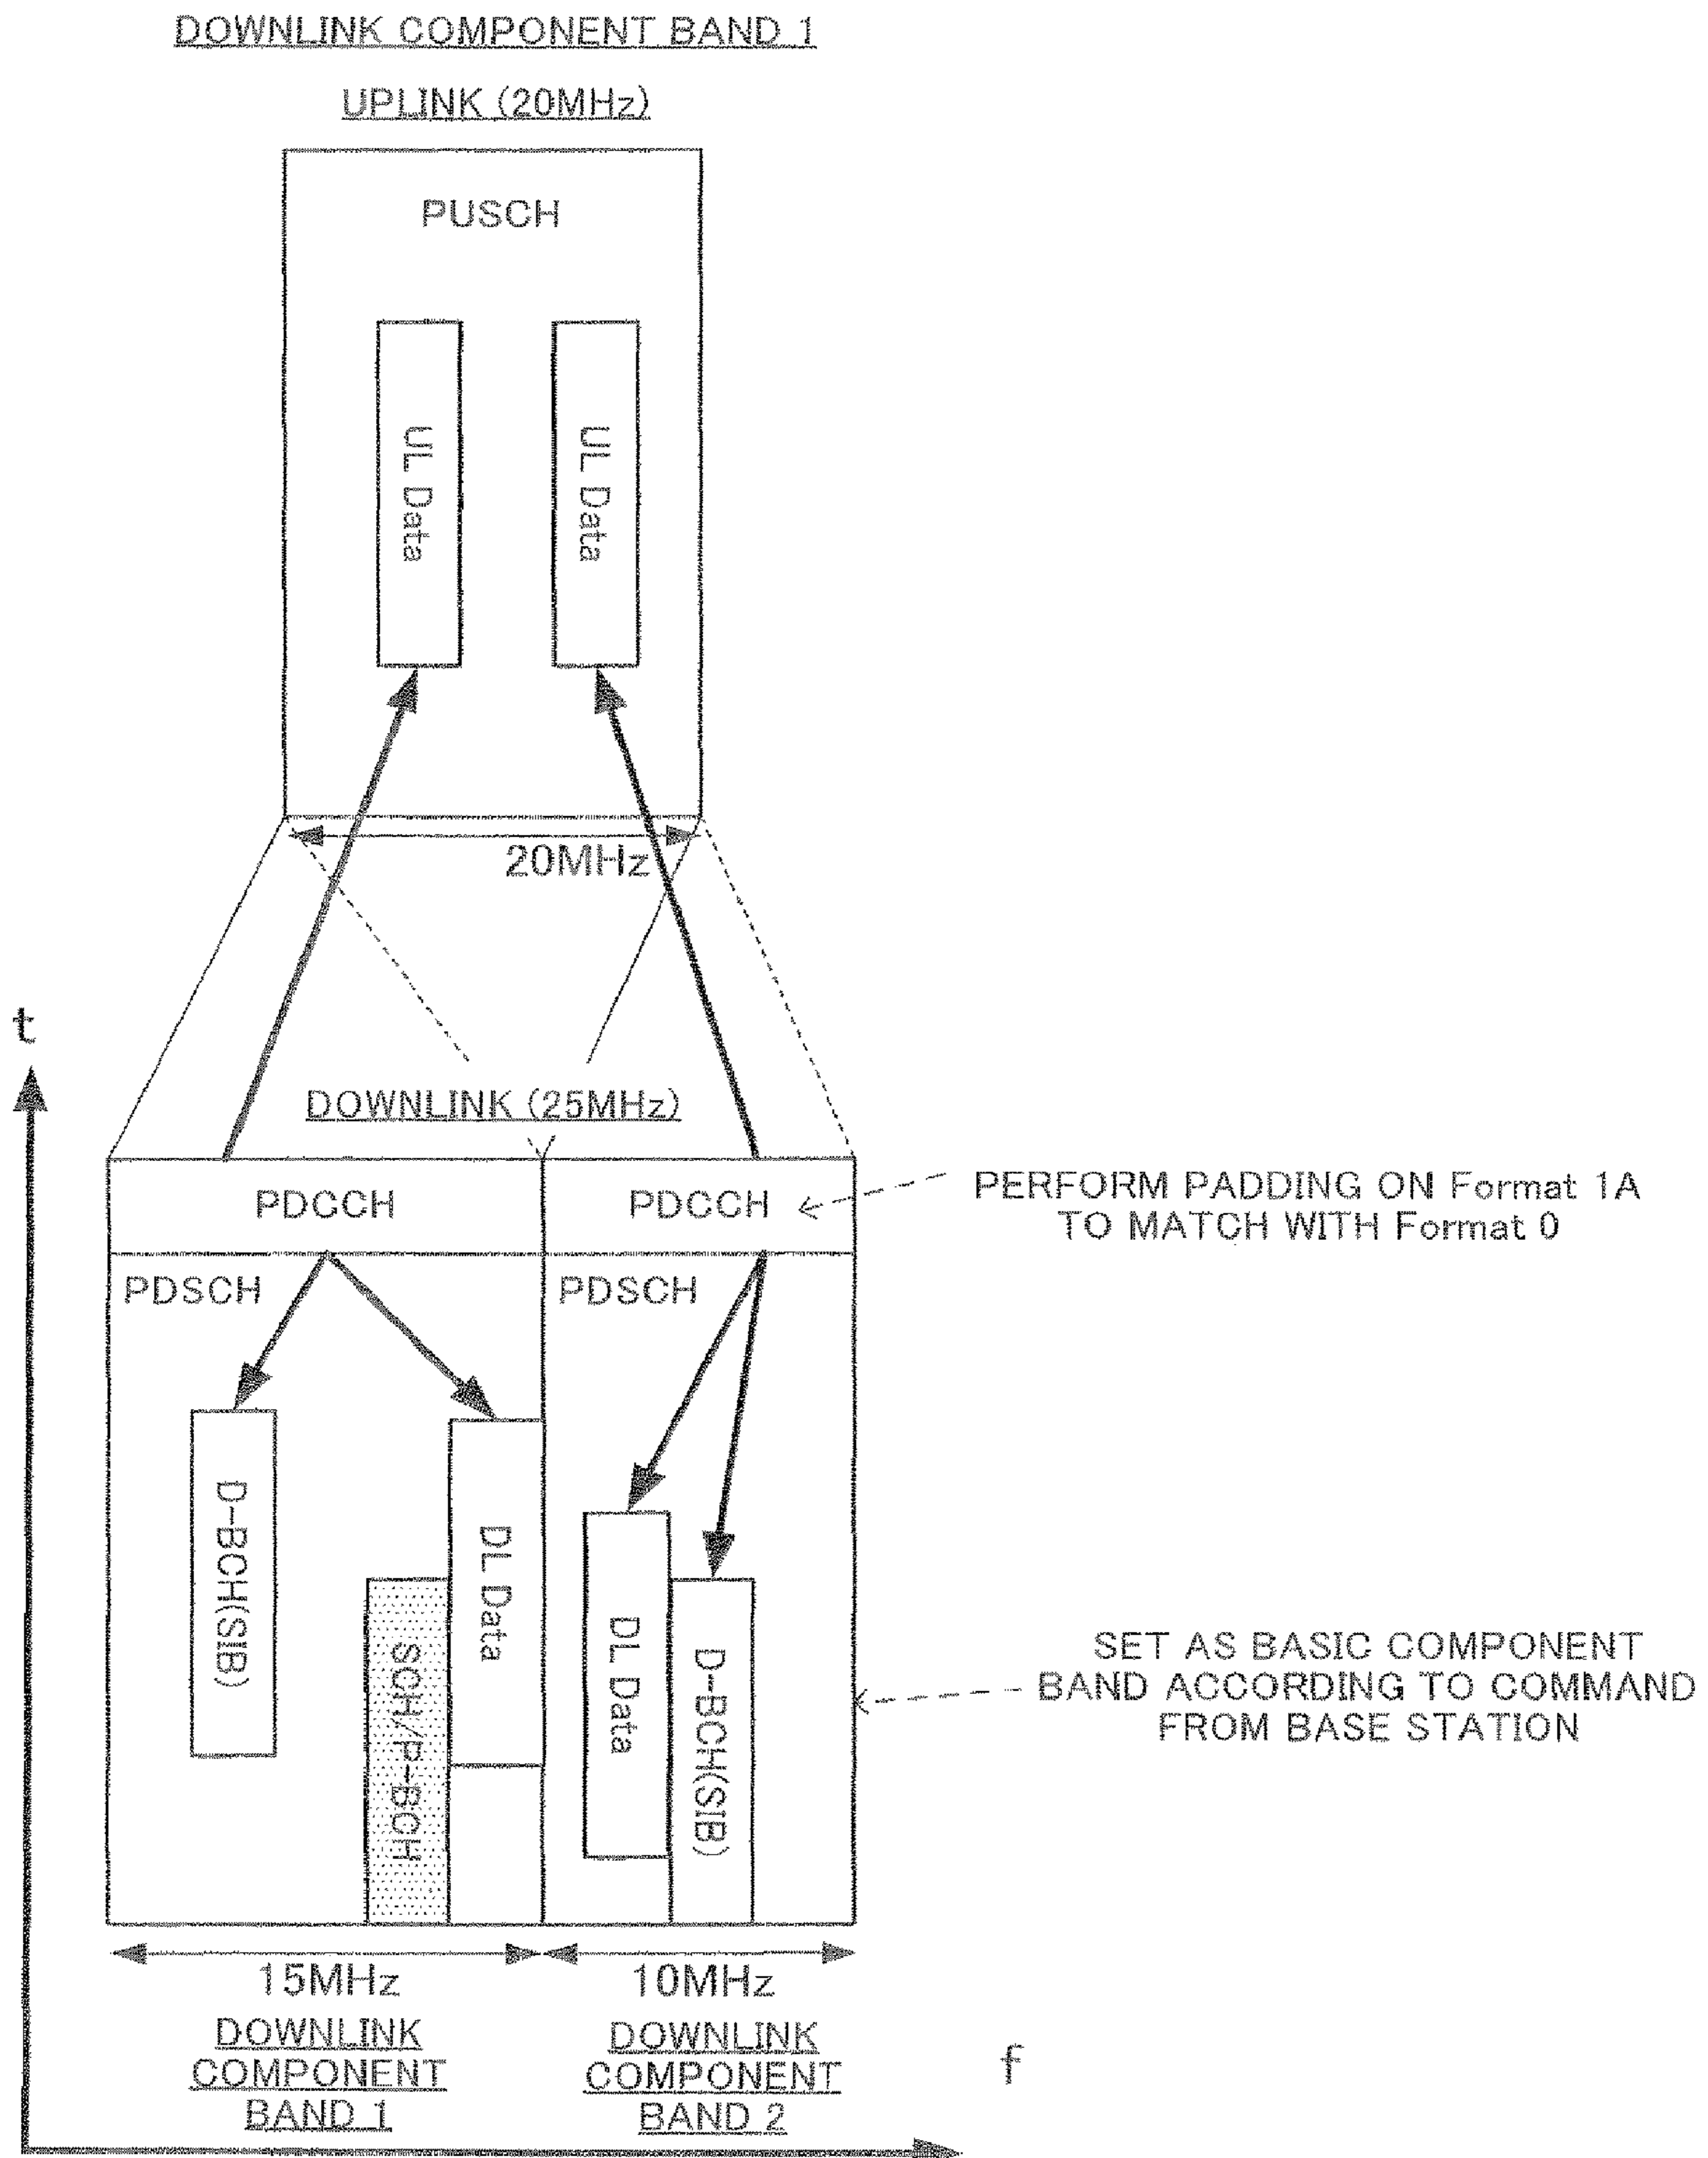 DOWNLINK COMPONENT BAND 1
UPLINK (20MHz)
PUSCH
UL Data
UL Data
20MHz
t
DOWNLINK (25MHz)
PDCCH
PDCCH
PERFORM PADDING ON Format 1A
TO MATCH WITH Format 0
PDSCH
PDSCH
D-BCH(SIB)
SCH/P-BCH
DL Data
DL Data
D-BCH(SIB)
SET AS BASIC COMPONENT
BAND ACCORDING TO COMMAND
FROM BASE STATION
15MHz
10MHz
DOWNLINK
COMPONENT
BAND 1
DOWNLINK
COMPONENT
BAND 2
f